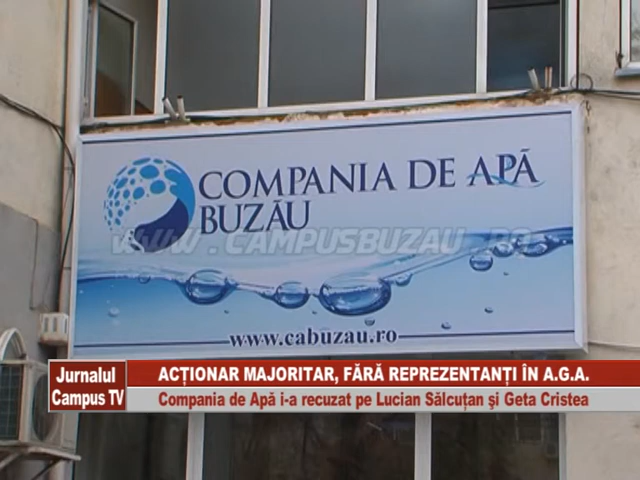 COMPANIA DE APĂ
BUZĂU
WWW.CAMPUSBUZAU.RO
www.cabuzau.ro
Jurnalul
Campus TV
ACȚIONAR MAJORITAR, FĂRĂ REPREZENTANȚI ÎN A.G.A.
Compania de Apă i-a recuzat pe Lucian Sălcuțan şi Geta Cristea